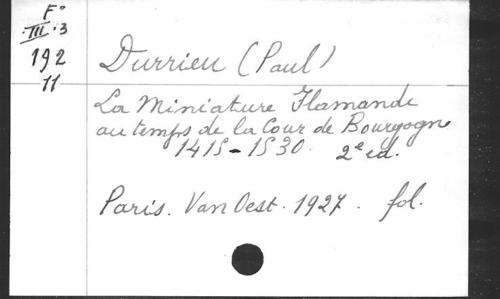 F°
III.3
192
11
Durrieu (Paul)
La Miniature Flamande
au temps de la Cour de Bourgogne
1415-1530. 2e ed.
Paris. Van Oest. 1927. fol.